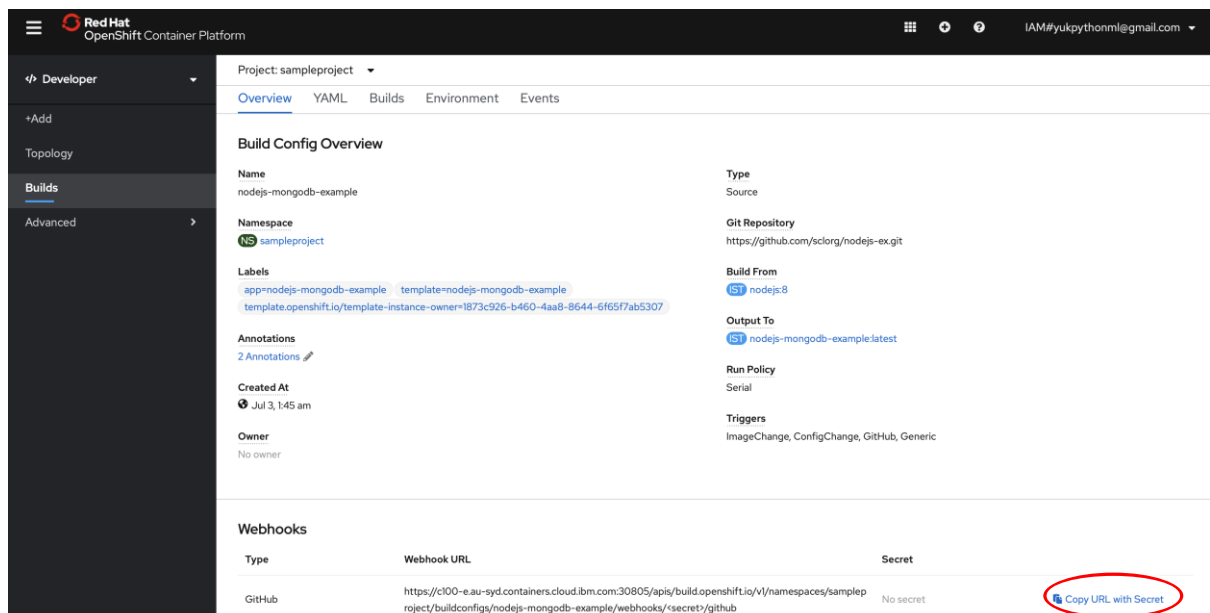 Red Hat
OpenShift Container Platform
IAM#yukpythonml@gmail.com
</> Developer
+Add
Topology
Builds
Advanced
Project: sampleproject
Overview YAML Builds Environment Events
Build Config Overview
Name
nodejs-mongodb-example
Namespace
NS sampleproject
Labels
app=nodejs-mongodb-example template=nodejs-mongodb-example
template.openshift.io/template-instance-owner=1873c926-b460-4aa8-8644-6f65f7ab5307
Annotations
2 Annotations
Created At
Jul 3, 1:45 am
Owner
No owner
Type
Source
Git Repository
https://github.com/sclorg/nodejs-ex.git
Build From
IST nodejs:8
Output To
IST nodejs-mongodb-example:latest
Run Policy
Serial
Triggers
ImageChange, ConfigChange, GitHub, Generic
Webhooks
Type Webhook URL Secret
GitHub https://c100-e.au-syd.containers.cloud.ibm.com:30805/apis/build.openshift.io/v1/namespaces/samplep No secret Copy URL with Secret
roject/buildconfigs/nodejs-mongodb-example/webhooks/<secret>/github